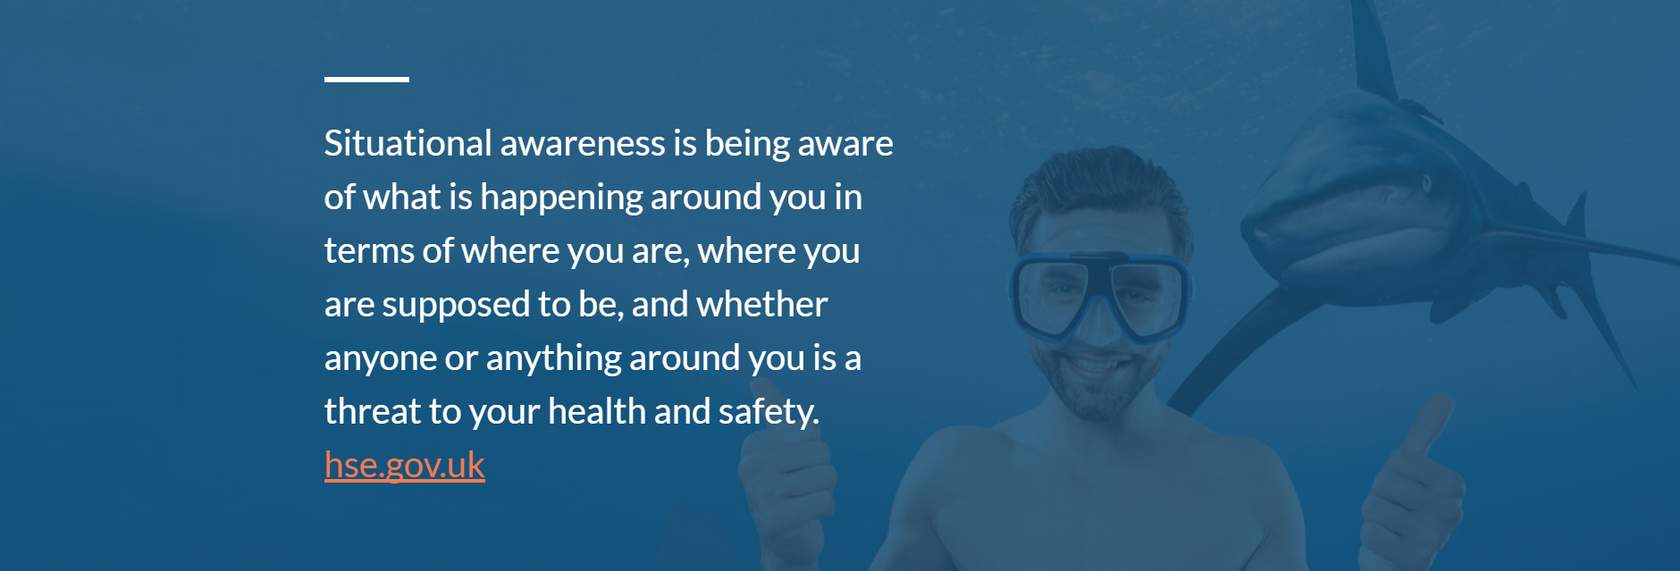 Situational awareness is being aware
of what is happening around you in
terms of where you are, where you
are supposed to be, and whether
anyone or anything around you is a
threat to your health and safety.
hse.gov.uk